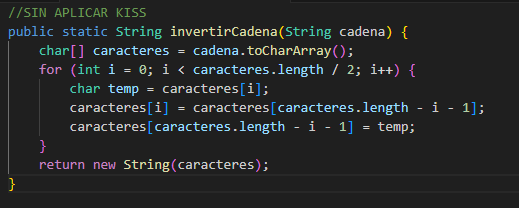 //SIN APLICAR KISS
public static String invertirCadena(String cadena) {
    char[] caracteres = cadena.toCharArray();
    for (int i = 0; i < caracteres.length / 2; i++) {
        char temp = caracteres[i];
        caracteres[i] = caracteres[caracteres.length - i - 1];
        caracteres[caracteres.length - i - 1] = temp;
    }
    return new String(caracteres);
}